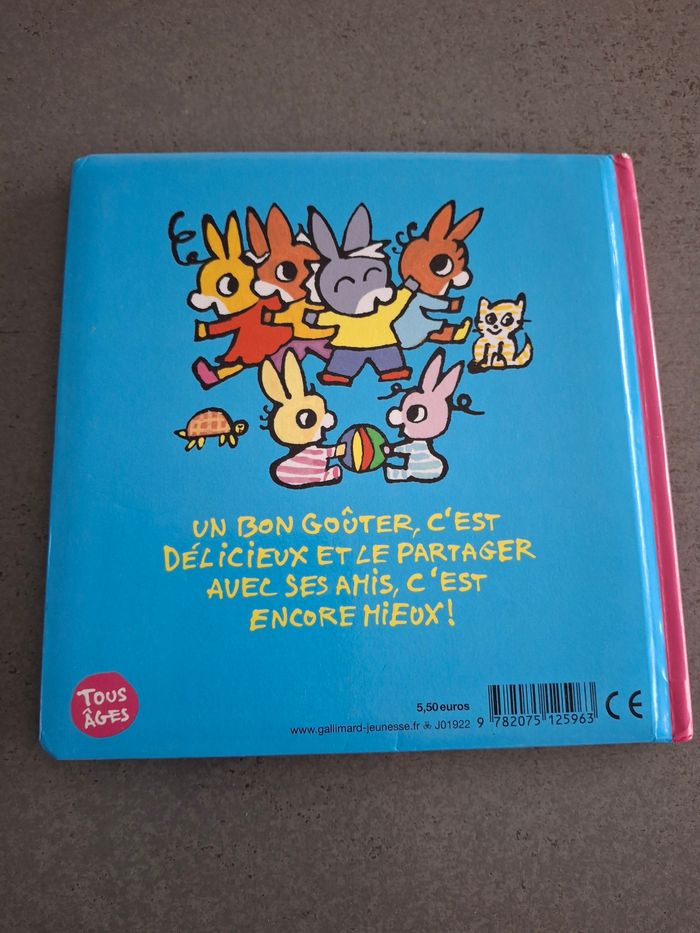 UN BON GOÛTER, C'EST
DÉLICIEUX ET LE PARTAGER
AVEC SES AMIS, C'EST
ENCORE MIEUX !
TOUS
ÂGES
5,50 euros
www.gallimard-jeunesse.fr J01922
9 782075 125963
CE